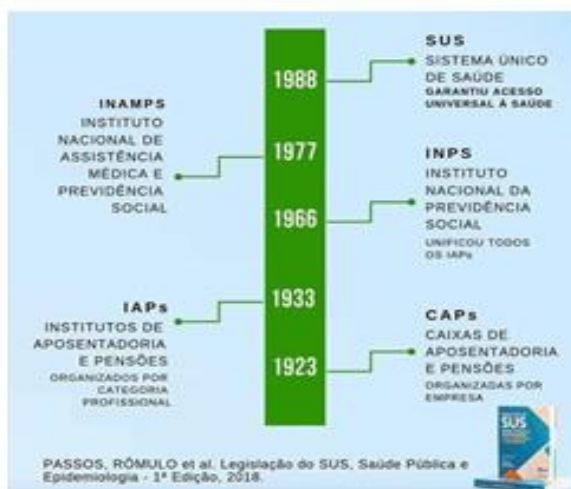 1988
SUS
SISTEMA ÚNICO
DE SAÚDE
GARANTIU ACESSO
UNIVERSAL À SAÚDE
INAMPS
INSTITUTO
NACIONAL DE
ASSISTÊNCIA
MÉDICA E
PREVIDÊNCIA
SOCIAL
1977
INPS
INSTITUTO
NACIONAL DA
PREVIDÊNCIA
SOCIAL
UNIFICOU TODOS
OS IAPs
1966
1933
IAPs
INSTITUTOS DE
APOSENTADORIA
E PENSÕES
ORGANIZADOS POR
CATEGORIA
PROFISSIONAL
1923
CAPs
CAIXAS DE
APOSENTADORIA
E PENSÕES
ORGANIZADAS POR
EMPRESA
SUS
PASSOS, RÔMULO et al. Legislação do SUS, Saúde Pública e
Epidemiologia - 1ª Edição, 2018.